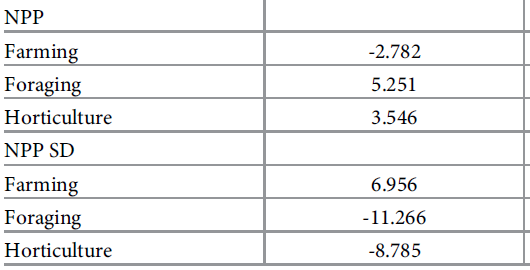 NPP
Farming -2.782
Foraging 5.251
Horticulture 3.546
NPP SD
Farming 6.956
Foraging -11.266
Horticulture -8.785